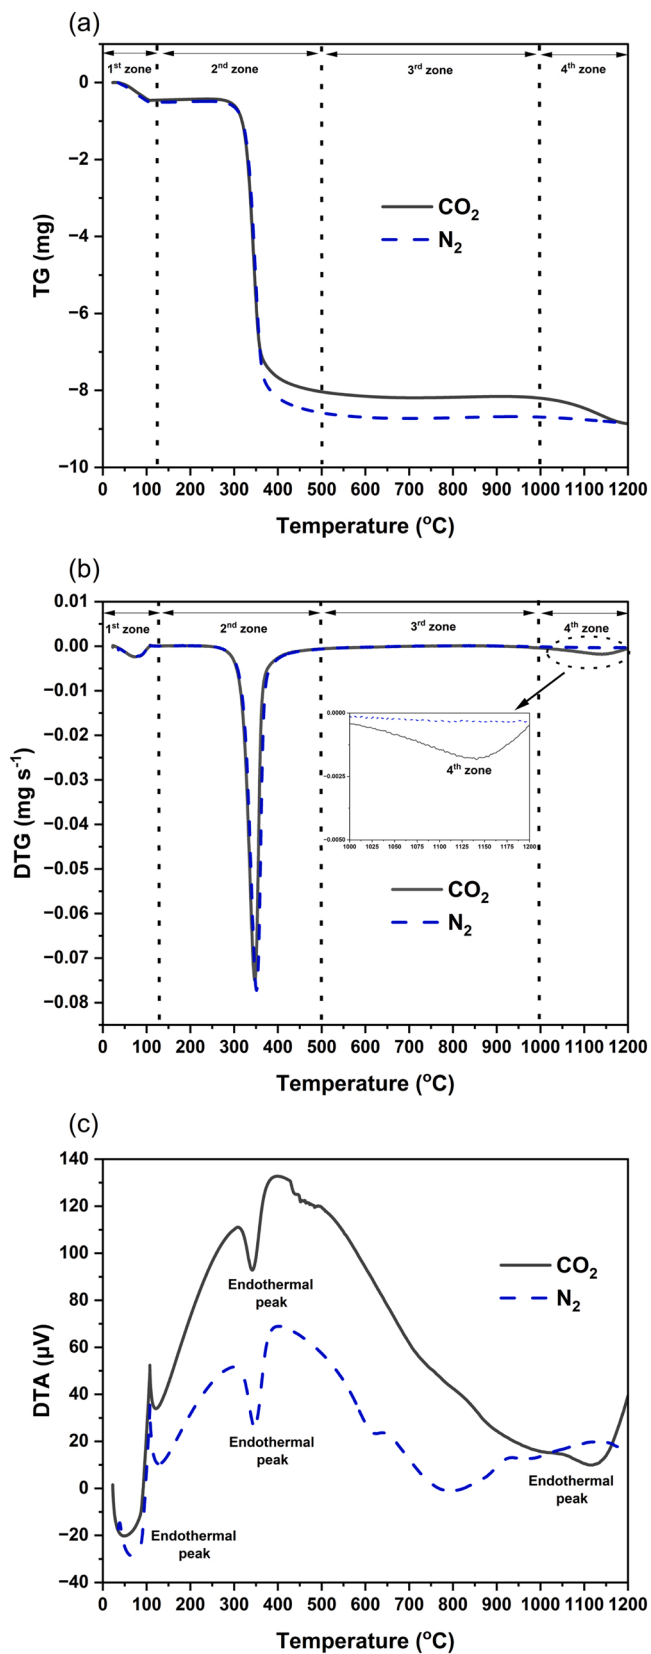 (a)
1st zone 2nd zone 3rd zone 4th zone
0
−2
−4
−6
−8
−10
TG (mg)
CO2
N2
0 100 200 300 400 500 600 700 800 900 1000 1100 1200
Temperature (oC)
(b)
1st zone 2nd zone 3rd zone 4th zone
0.01
0.00
−0.01
−0.02
−0.03
−0.04
−0.05
−0.06
−0.07
−0.08
DTG (mg s-1)
0.0000
−0.0025
−0.0050
4th zone
1000 1025 1050 1075 1100 1125 1150 1175 1200
CO2
N2
0 100 200 300 400 500 600 700 800 900 1000 1100 1200
Temperature (oC)
(c)
140
120
100
80
60
40
20
0
−20
−40
DTA (µV)
CO2
N2
Endothermal
peak
Endothermal
peak
Endothermal
peak
Endothermal
peak
0 100 200 300 400 500 600 700 800 900 1000 1100 1200
Temperature (oC)